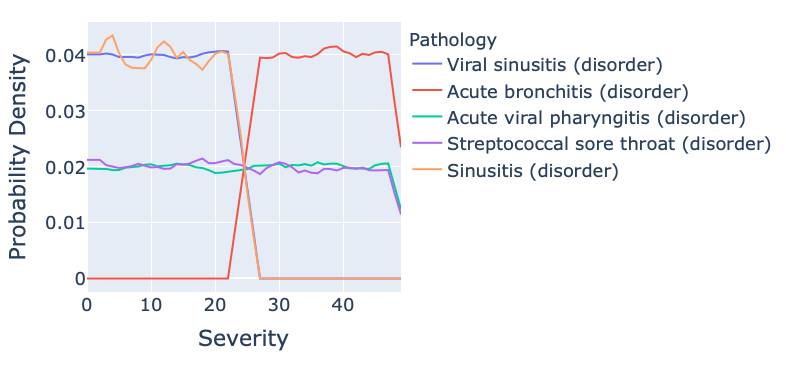 Probability Density
0.04
0.03
0.02
0.01
0
0 10 20 30 40
Severity
Pathology
Viral sinusitis (disorder)
Acute bronchitis (disorder)
Acute viral pharyngitis (disorder)
Streptococcal sore throat (disorder)
Sinusitis (disorder)